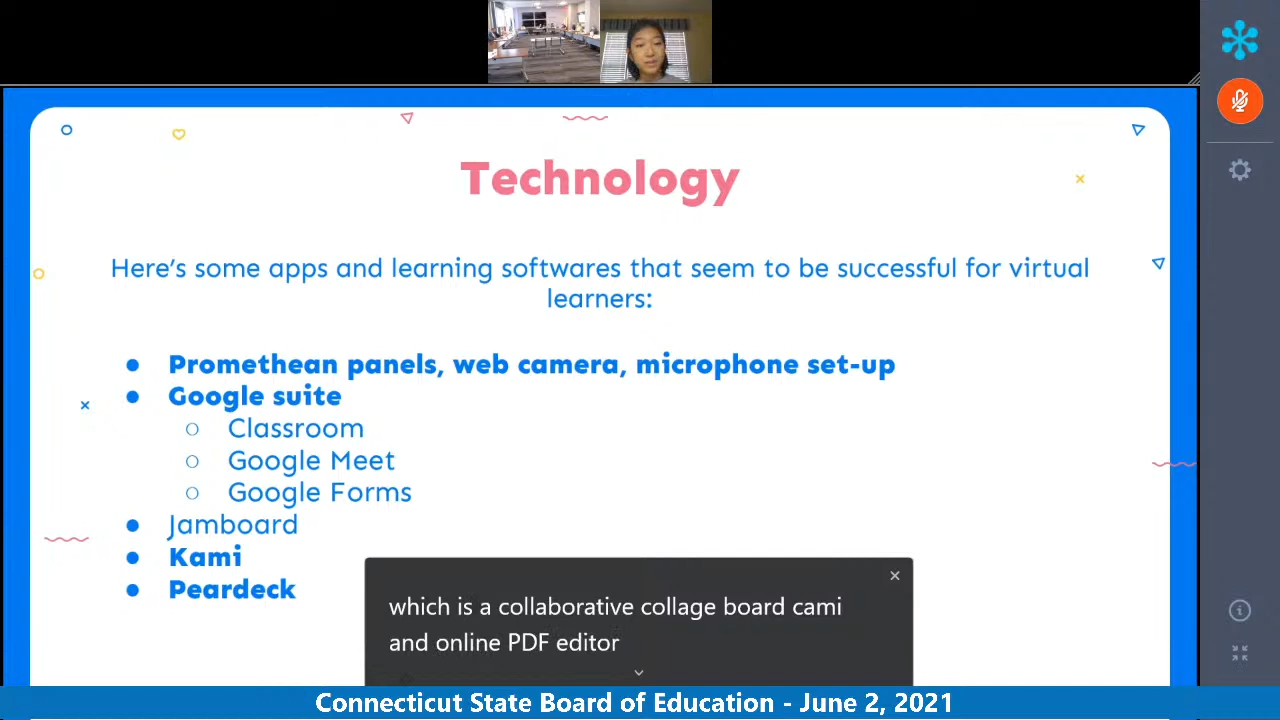 Technology
Here's some apps and learning softwares that seem to be successful for virtual
learners:
● Promethean panels, web camera, microphone set-up
● Google suite
○ Classroom
○ Google Meet
○ Google Forms
● Jamboard
● Kami
● Peardeck
which is a collaborative collage board cami
and online PDF editor
Connecticut State Board of Education - June 2, 2021